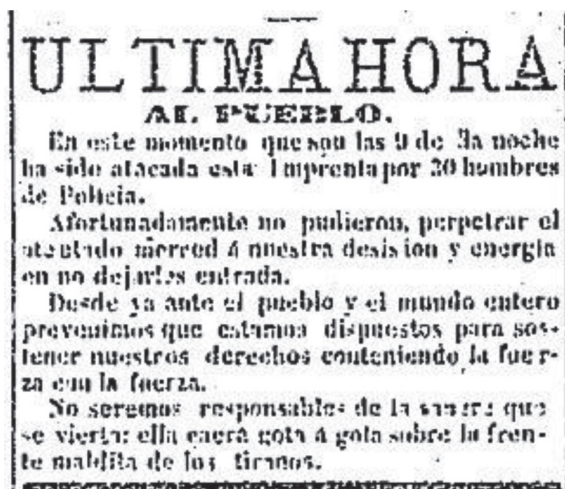 ULTIMA HORA
AL PUEBLO.
En este momento que son las 9 de la noche
ha sido atacada esta Imprenta por 20 hombres
de Policia.
Afortunadamente no pudieron, perpetrar el
atentado merced á nuestra desision y energia
en no dejarles entrada.
Desde ya ante el pueblo y el mundo entero
prevenimos que estamos dispuestos para sos-
tener nuestros derechos conteniendo la fuer-
za con la fuerza.
No seremos responsables de la sangre que
se vierta: ella caerá gota á gota sobre la fren-
te maldita de los tiranos.